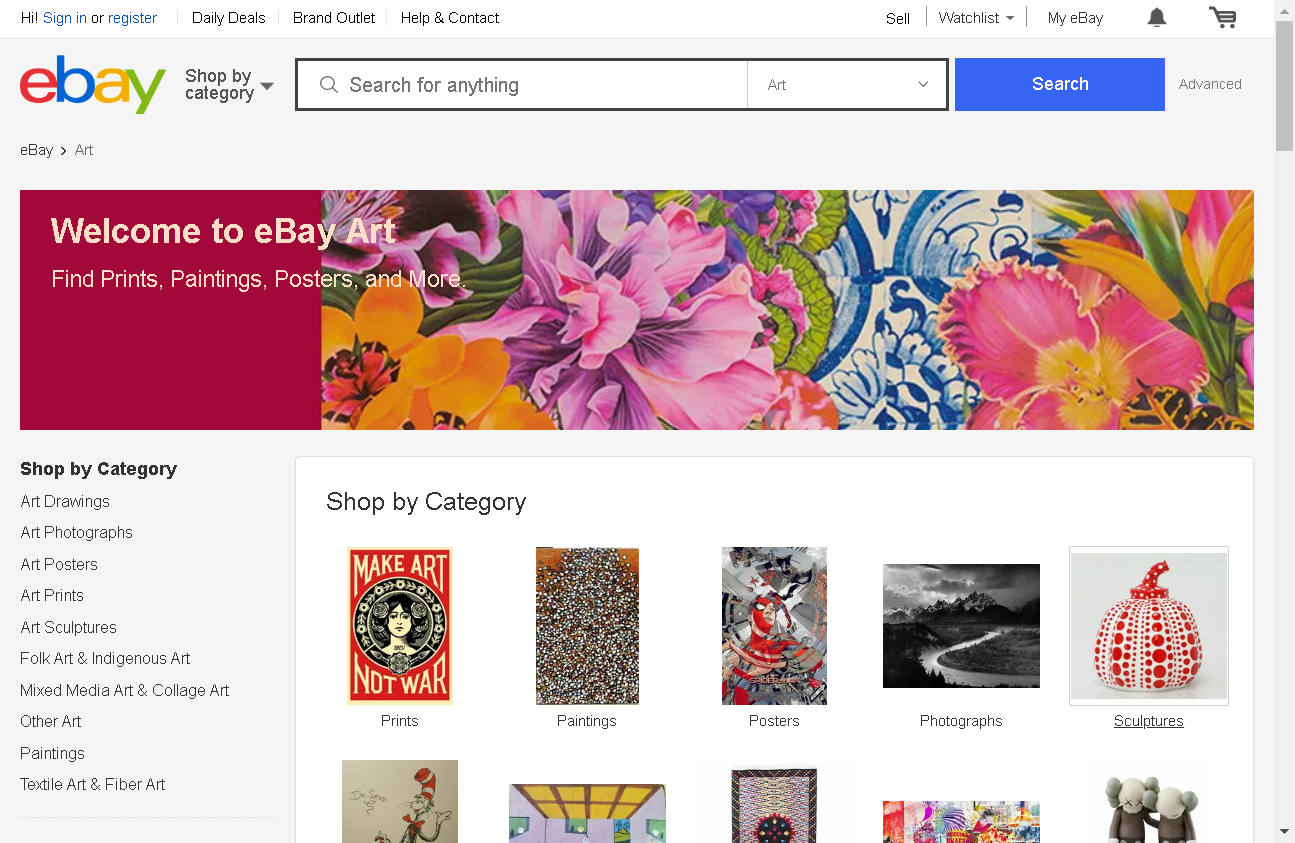 Hi! Sign in or register
Daily Deals
Brand Outlet
Help & Contact
Sell
Watchlist
My eBay
ebay
Shop by
category
Search for anything
Art
Search
Advanced
eBay
Art
Welcome to eBay Art
Find Prints, Paintings, Posters, and More.
Shop by Category
Art Drawings
Art Photographs
Art Posters
Art Prints
Art Sculptures
Folk Art & Indigenous Art
Mixed Media Art & Collage Art
Other Art
Paintings
Textile Art & Fiber Art
Shop by Category
MAKE ART
NOT WAR
Prints
Paintings
SPIDER-MAN
Posters
Photographs
Sculptures
Dr. Seuss